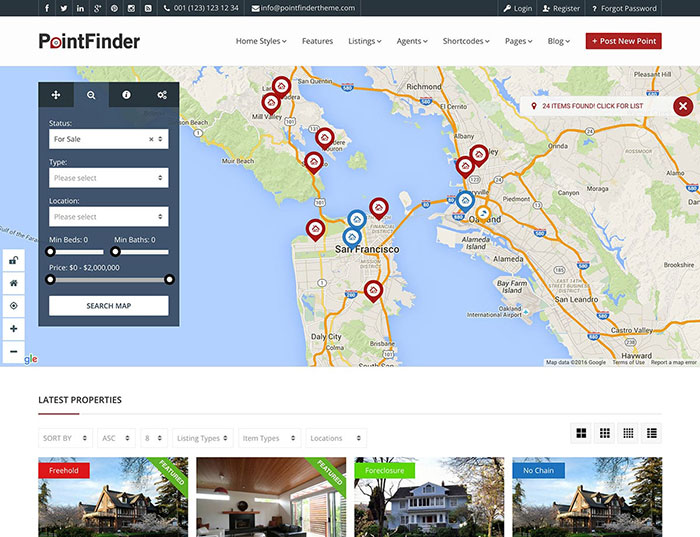 001 (123) 123 12 34
info@pointfindertheme.com
Login
Register
? Forgot Password
PointFinder
Home Styles
Features
Listings
Agents
Shortcodes
Pages
Blog
+ Post New Point
Status:
For Sale
Type:
Please select
Location:
Please select
Min Beds: 0
Min Baths: 0
Price: $0 - $2,000,000
SEARCH MAP
24 ITEMS FOUND! CLICK FOR LIST
Pleasant Hill
Richmond
El Cerrito
Mill Valley
Muir Beach
Albany
Berkeley
Orinda
Moraga
Piedmont
Canyon
Oakland
San Francisco
FINANCIAL DISTRICT
MISSION DISTRICT
Alameda
Alameda Island
Bay Farm Island
Oakland International Airport
Brookshire
San Leandro
Castro Valley
Hayward
Daly City
Colma
Brisbane
South San
Map data ©2016 Google
Terms of Use
Report a map error
LATEST PROPERTIES
SORT BY
ASC
8
Listing Types
Item Types
Locations
Freehold
FEATURED
FEATURED
Foreclosure
No Chain